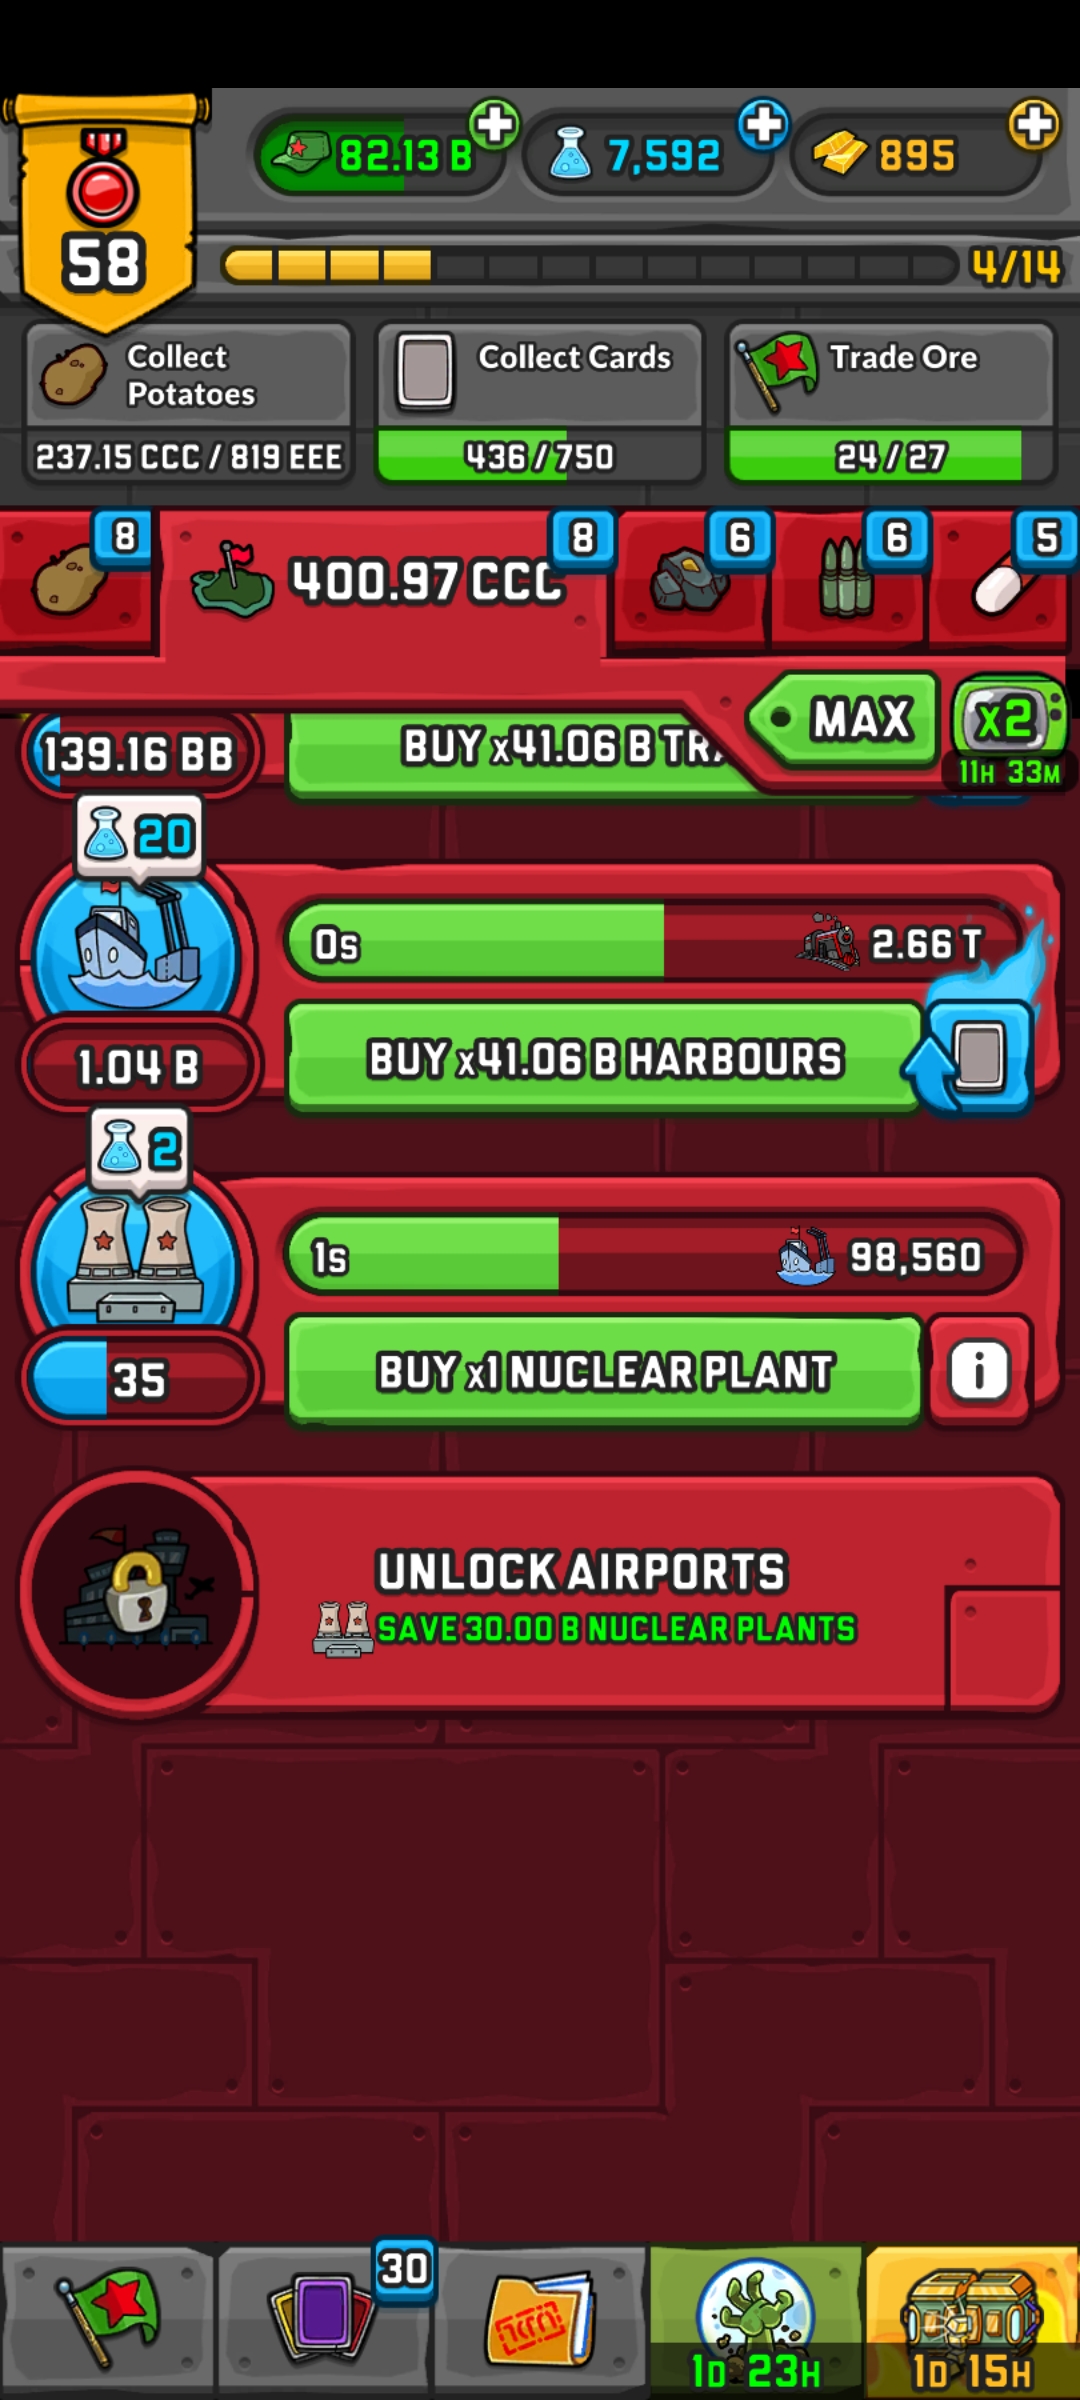 58
82.13 B
7,592
895
4/14
Collect
Potatoes
237.15 CCC / 819 EEE
Collect Cards
436 / 750
Trade Ore
24 / 27
8
400.97 CCC
8
6
6
5
MAX
x2
11H 33M
139.16 BB
BUY x41.06 B
20
0s
2.66 T
1.04 B
BUY x41.06 B HARBOURS
2
1s
98,560
35
BUY x1 NUCLEAR PLANT
i
UNLOCK AIRPORTS
SAVE 30.00 B NUCLEAR PLANTS
30
1D 23H
1D 15H